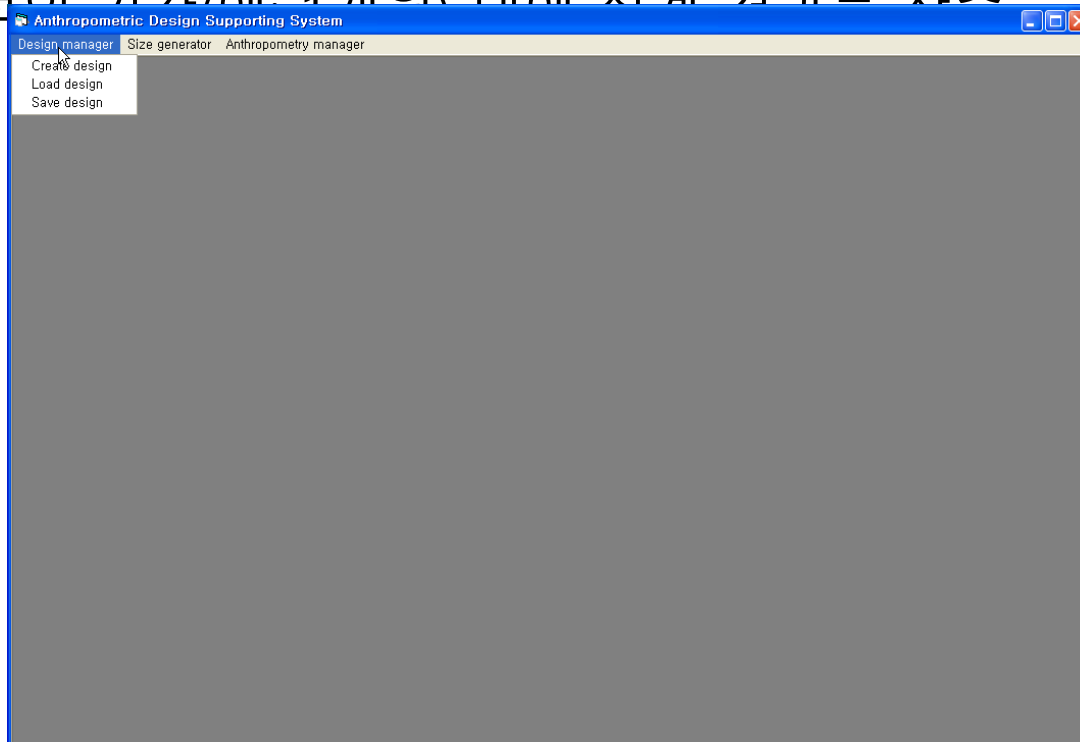 Anthropometric Design Supporting System
Design manager Size generator Anthropometry manager
Create design
Load design
Save design